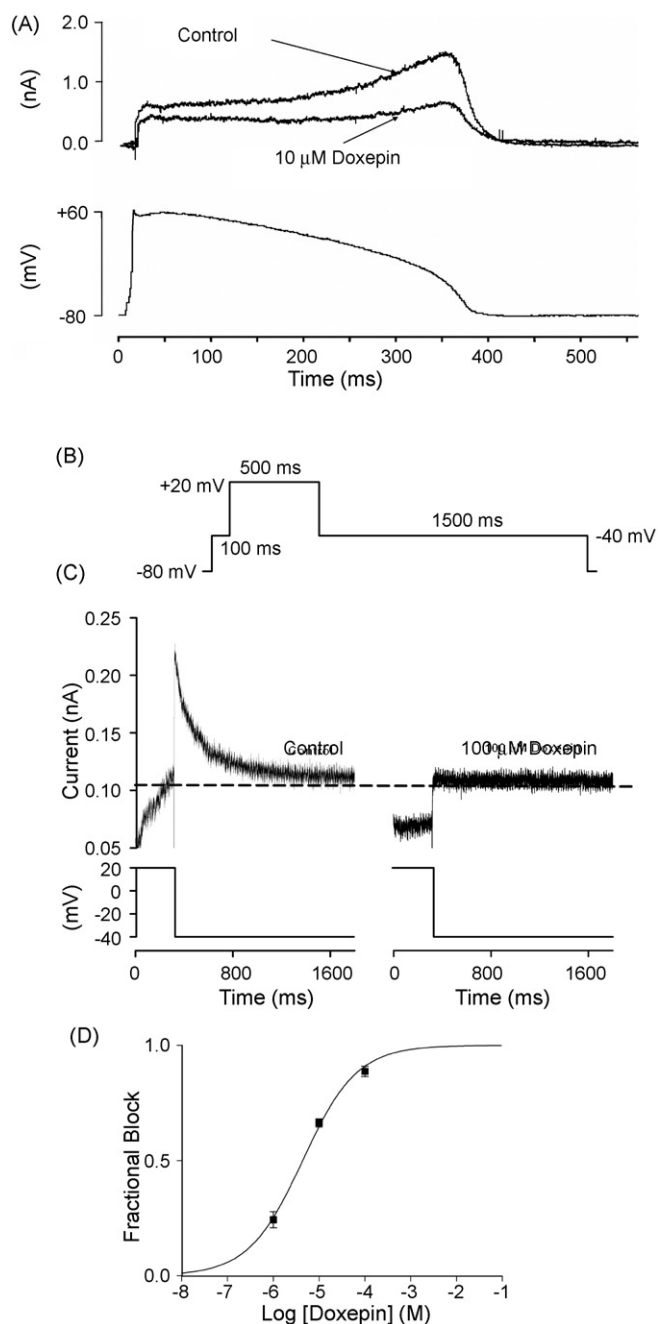 (A)
Control
10 μM Doxepin
2.0
1.0
0.0
(nA)
+60
-80
(mV)
0 100 200 300 400 500
Time (ms)
(B)
500 ms
+20 mV
100 ms
1500 ms
-40 mV
-80 mV
(C)
0.25
0.20
0.15
0.10
0.05
Current (nA)
Control
100 μM Doxepin
20
0
-20
-40
(mV)
0 800 1600
0 800 1600
Time (ms)
Time (ms)
(D)
1.0
0.5
0.0
Fractional Block
-8 -7 -6 -5 -4 -3 -2 -1
Log [Doxepin] (M)